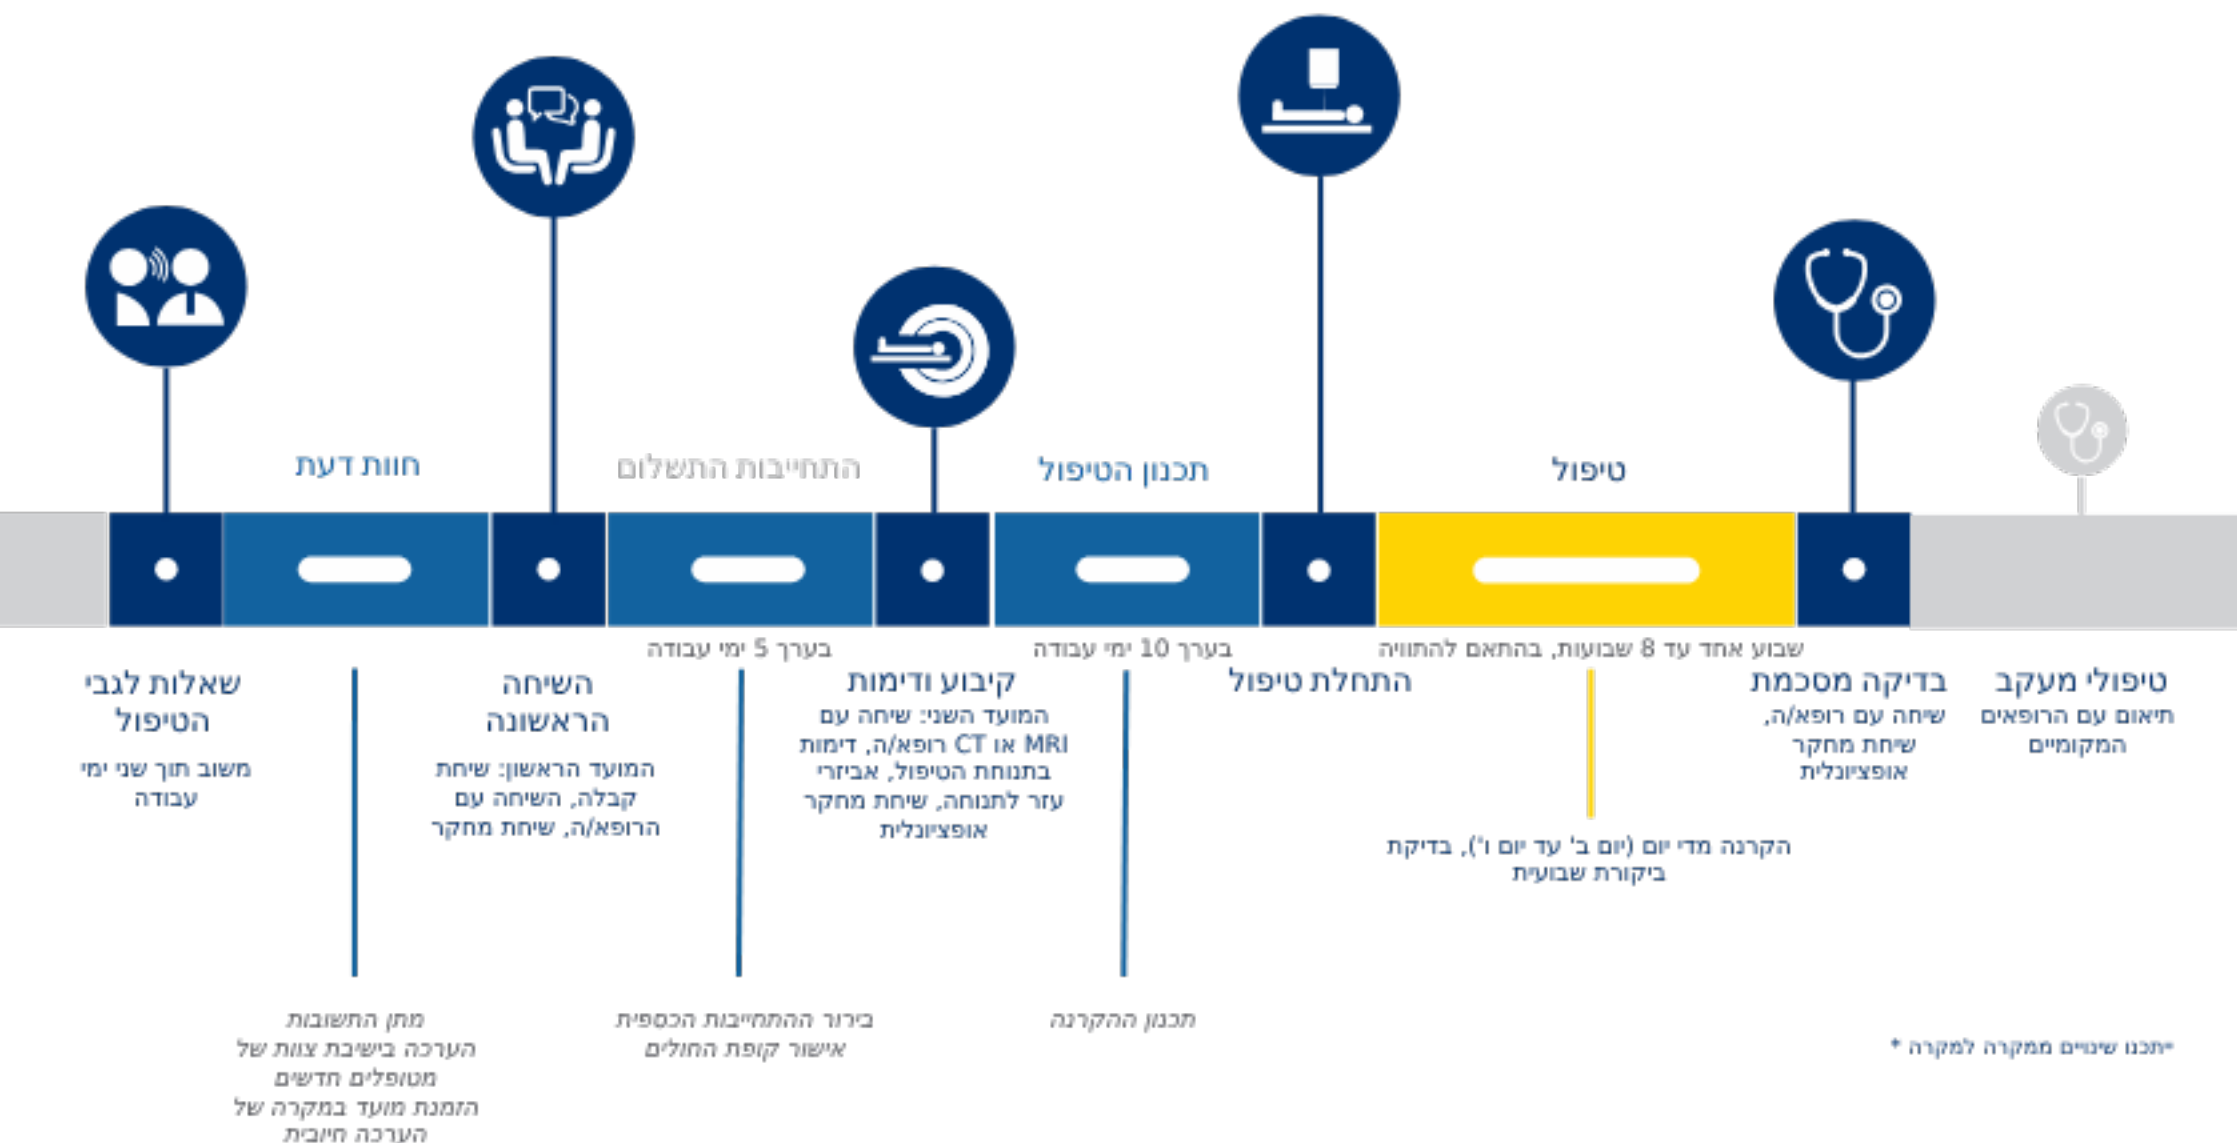 חוות דעת
התחייבות התשלום
תכנון הטיפול
טיפול
בערך 5 ימי עבודה
בערך 10 ימי עבודה
שבוע אחד עד 8 שבועות, בהתאם להתוויה
שאלות לגבי
הטיפול
משוב תוך שני ימי
עבודה
השיחה
הראשונה
המועד הראשון: שיחת
קבלה, השיחה עם
הרופא/ה, שיחת מחקר
קיבוע ודימות
המועד השני: שיחה עם
רופא/ה, דימות CT או MRI
בתנוחת הטיפול, אביזרי
עזר לתנוחה, שיחת מחקר
אופציונלית
התחלת טיפול
הקרנה מדי יום (יום ב' עד יום ו'), בדיקת
ביקורת שבועית
בדיקה מסכמת
שיחה עם רופא/ה,
שיחת מחקר
אופציונלית
טיפולי מעקב
תיאום עם הרופאים
המקומיים
מתן התשובות
הערכה בישיבת צוות של
מטופלים חדשים
הזמנת מועד במקרה של
הערכה חיובית
בירור ההתחייבות הכספית
אישור קופת החולים
תכנון ההקרנה
ייתכנו שינויים ממקרה למקרה *